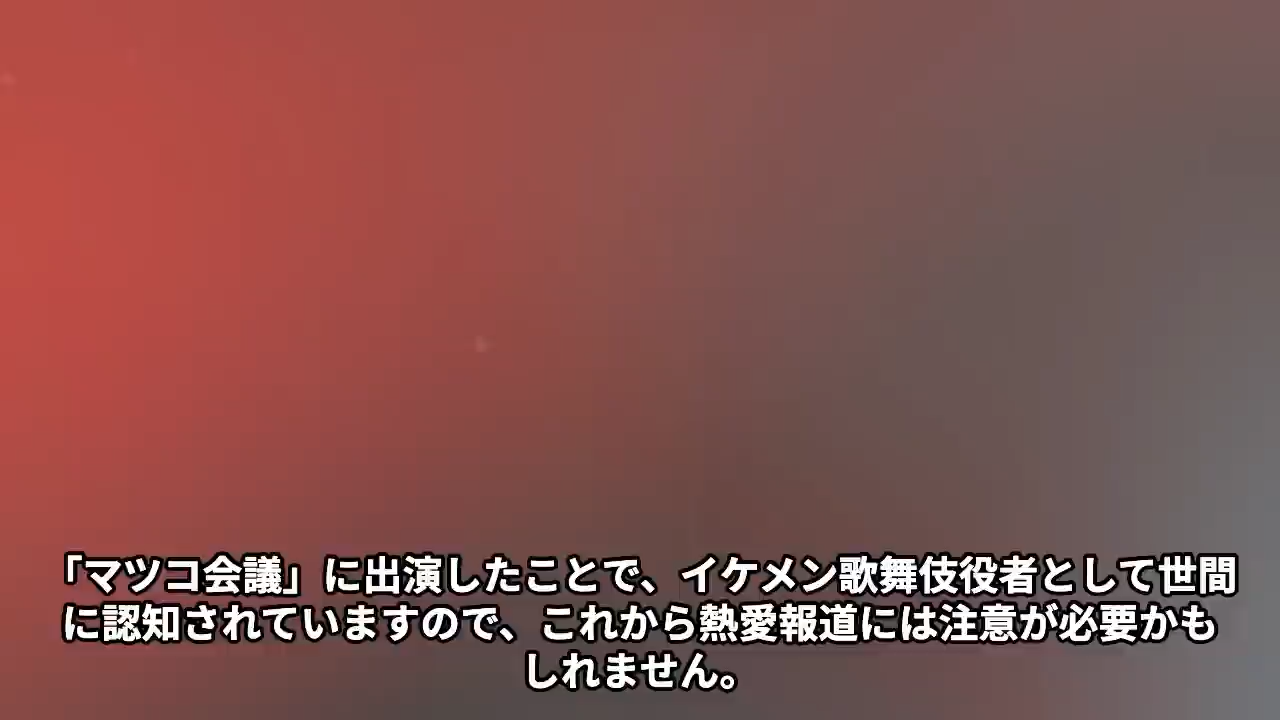 「マツコ会議」に出演したことで、イケメン歌舞伎役者として世間
に認知されていますので、これから熱愛報道には注意が必要かも
しれません。